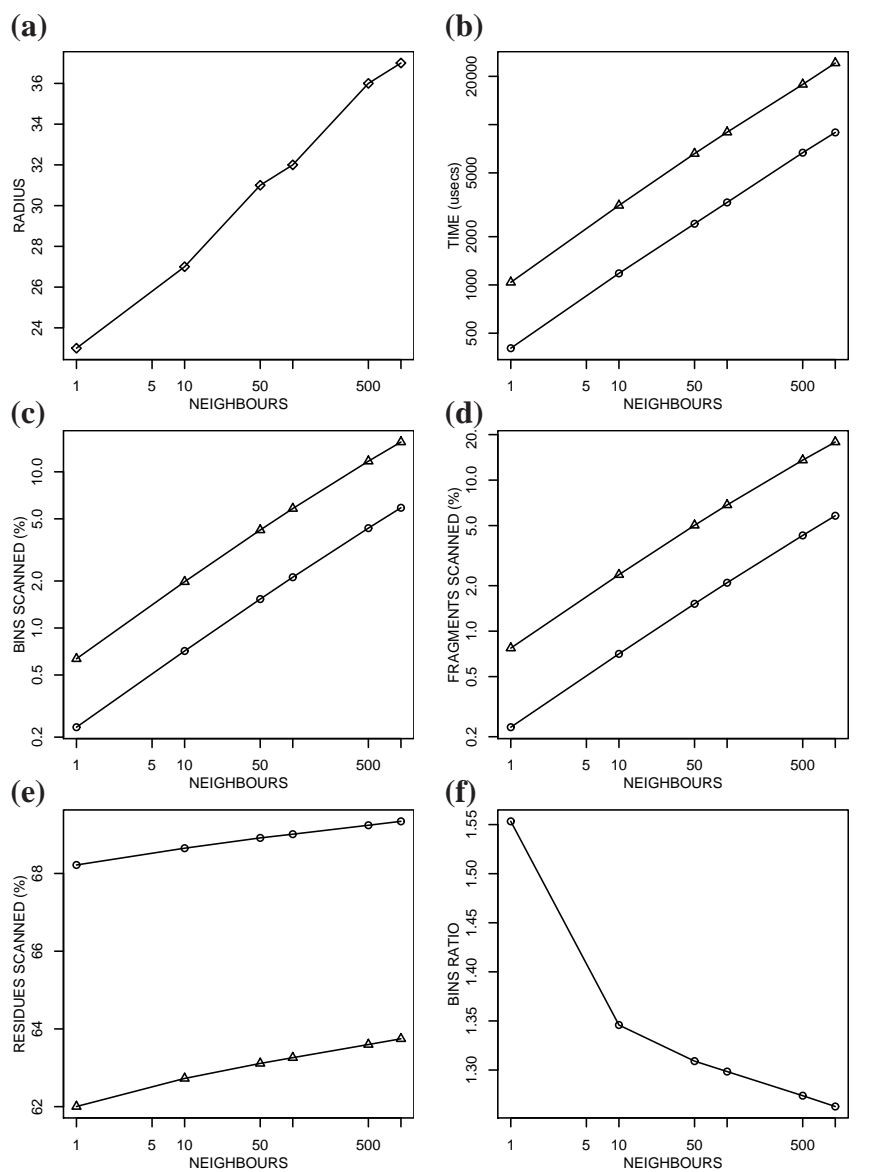 (a)
RADIUS
24 26 28 30 32 34 36
1 5 10 50 500
NEIGHBOURS
(b)
TIME (usecs)
500 1000 2000 5000 20000
1 5 10 50 500
NEIGHBOURS
(c)
BINS SCANNED (%)
0.2 0.5 1.0 2.0 5.0 10.0
1 5 10 50 500
NEIGHBOURS
(d)
FRAGMENTS SCANNED (%)
0.2 0.5 1.0 2.0 5.0 10.0 20.
1 5 10 50 500
NEIGHBOURS
(e)
RESIDUES SCANNED (%)
62 64 66 68
1 5 10 50 500
NEIGHBOURS
(f)
BINS RATIO
1.30 1.35 1.40 1.45 1.50 1.55
1 5 10 50 500
NEIGHBOURS